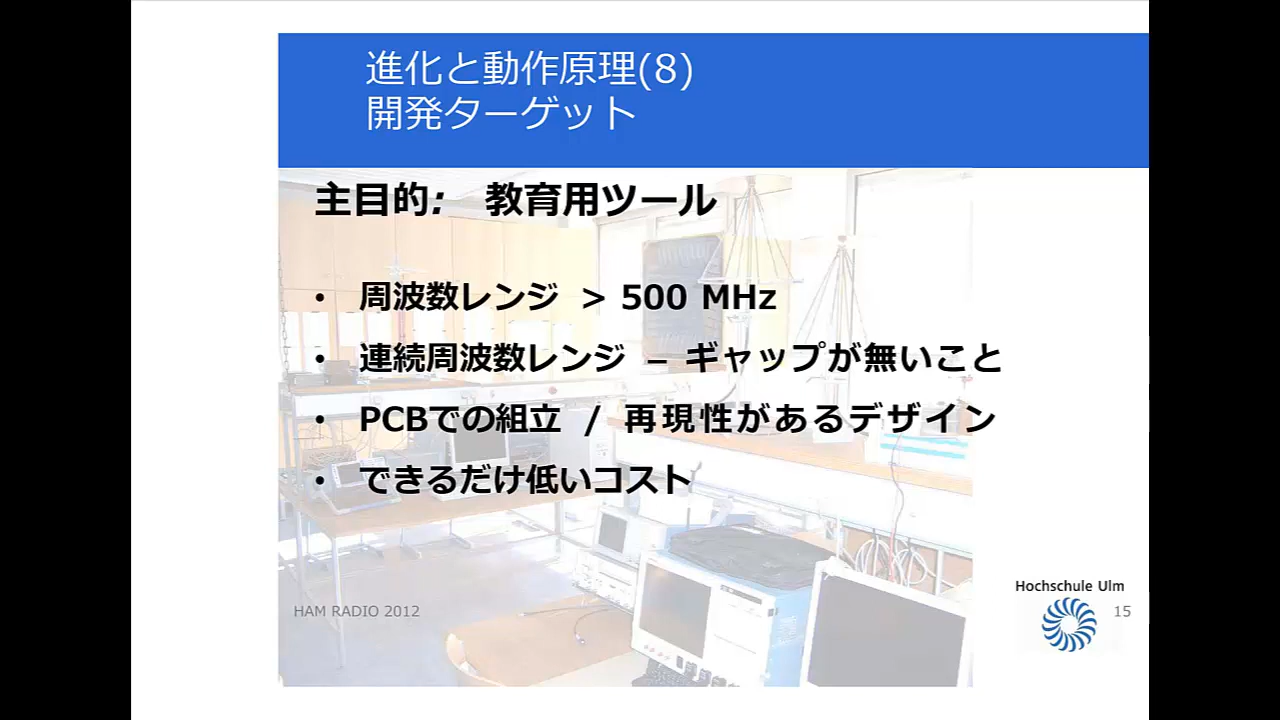 進化と動作原理(8)
開発ターゲット
主目的: 教育用ツール
• 周波数レンジ > 500 MHz
• 連続周波数レンジ – ギャップが無いこと
• PCBでの組立 / 再現性があるデザイン
• できるだけ低いコスト
Hochschule Ulm
HAM RADIO 2012
15